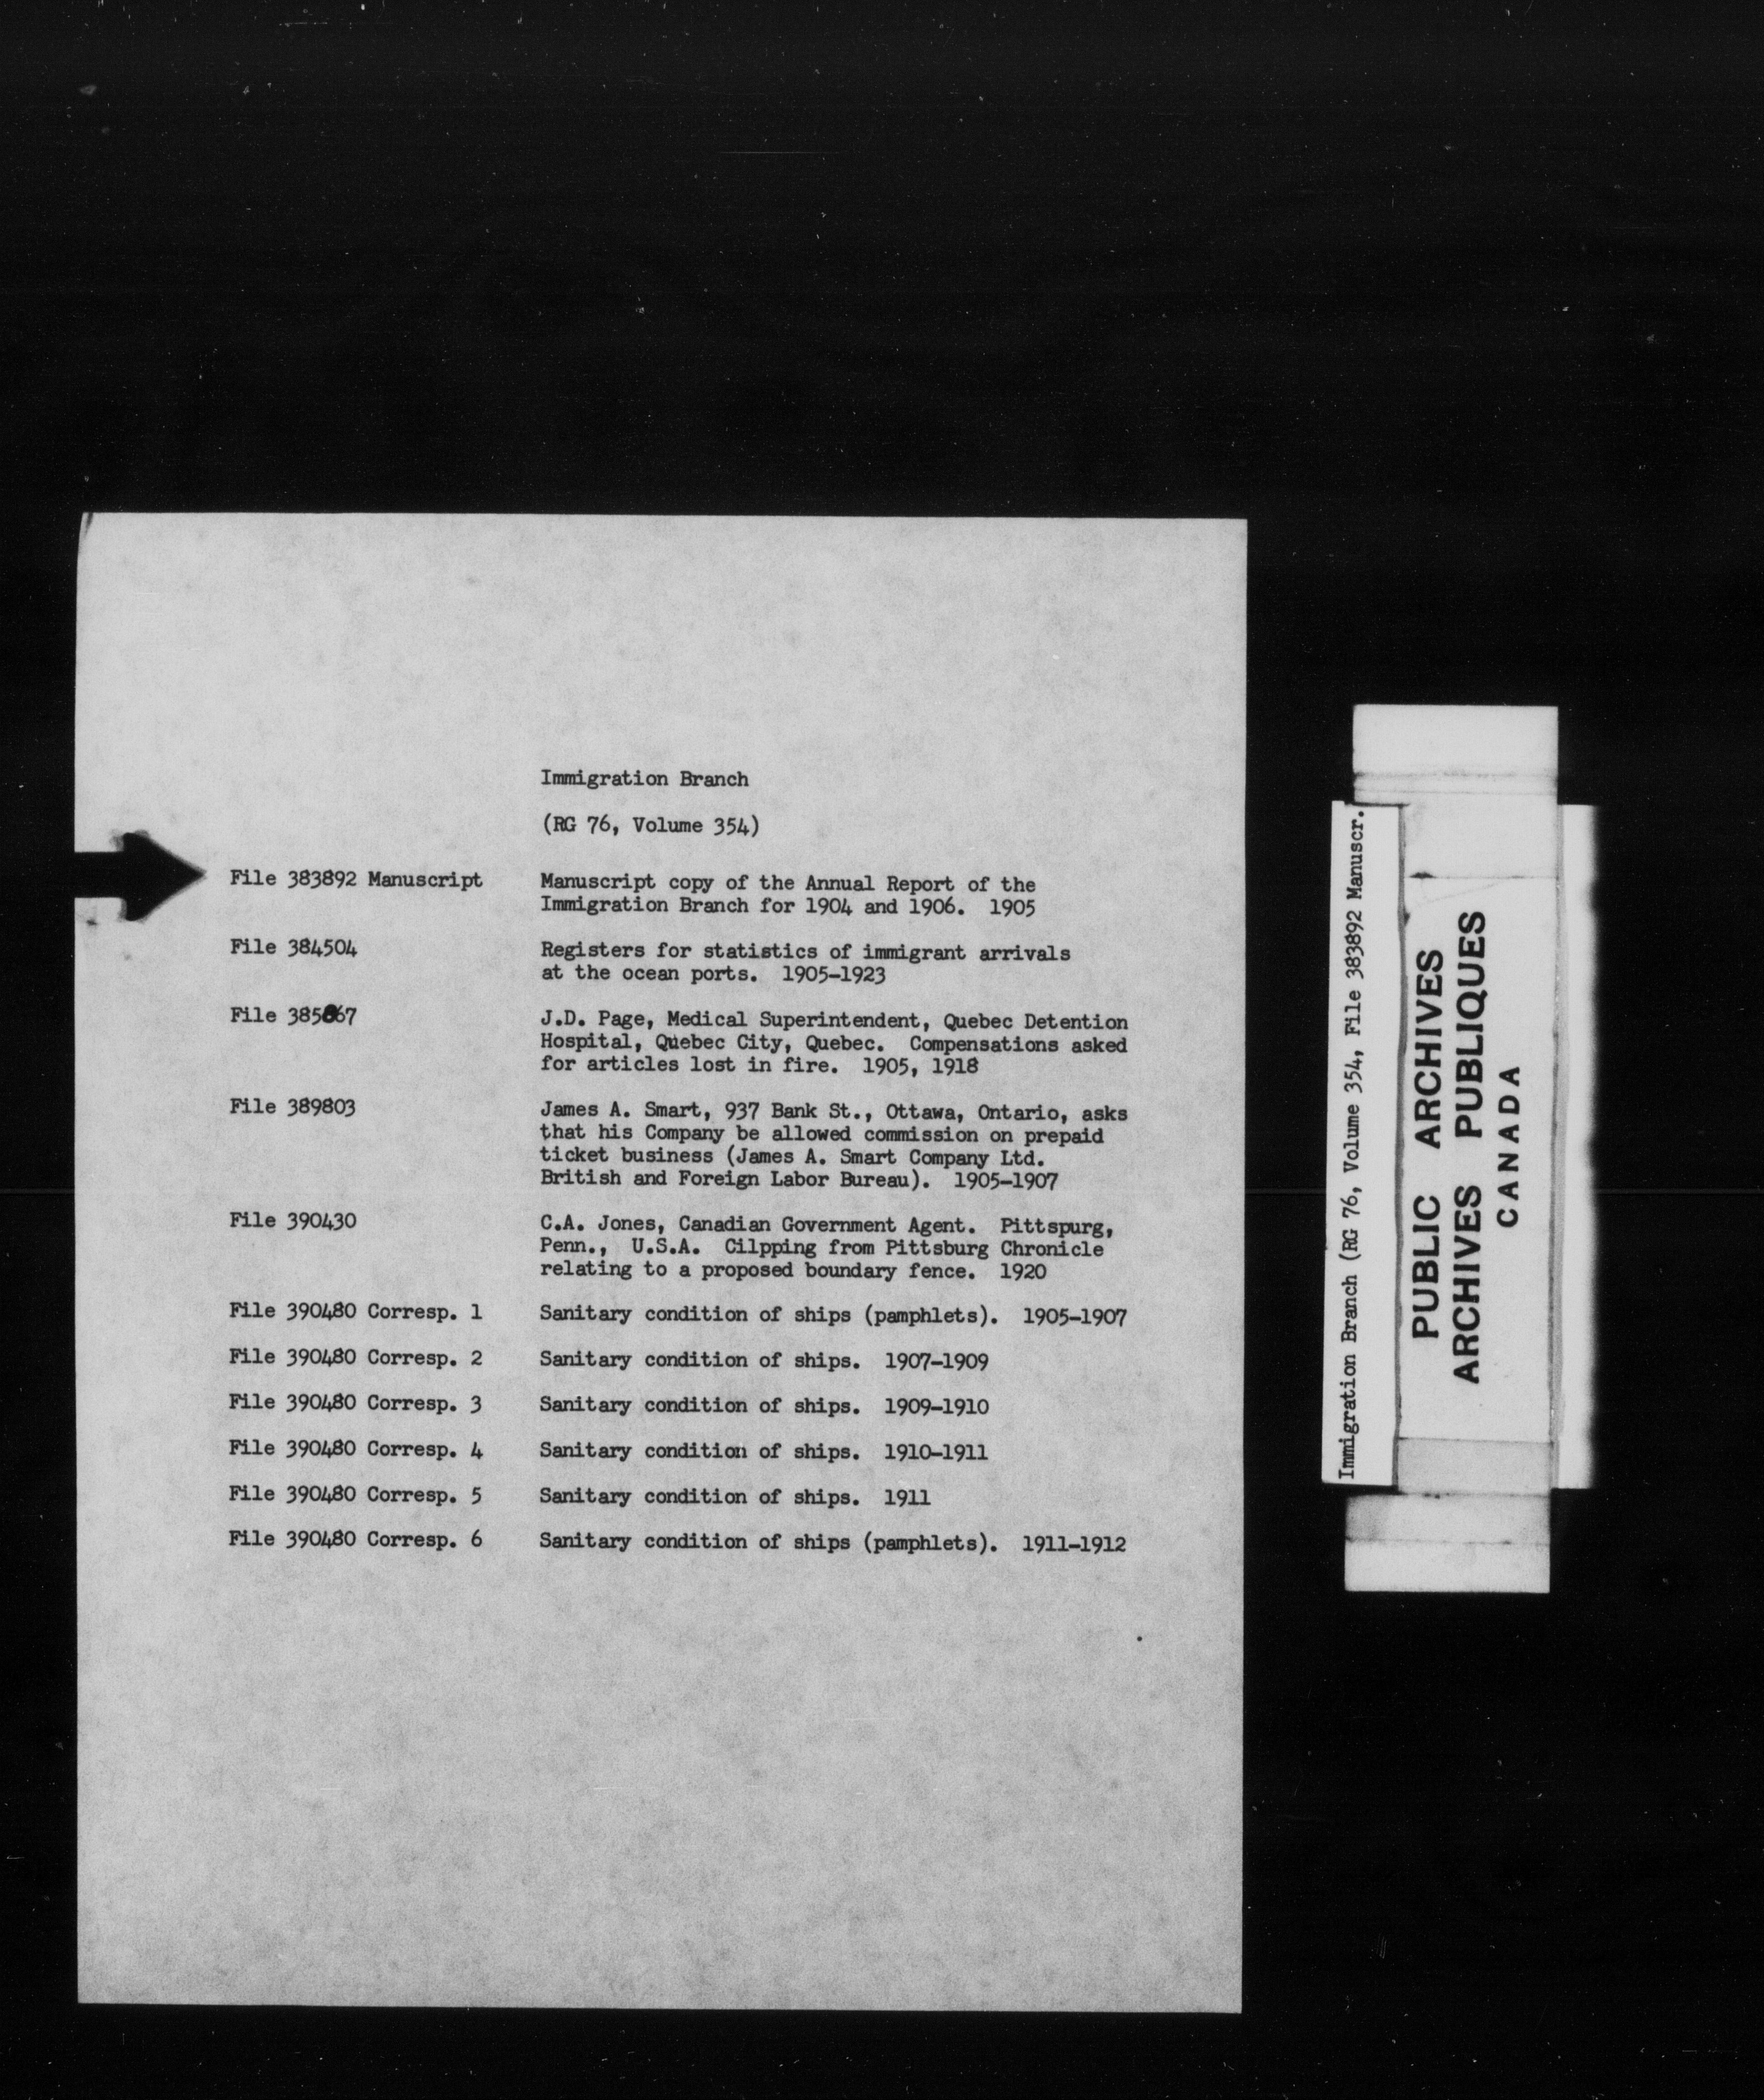 Immigration Branch
(RG 76, Volume 354)
File 383892 Manuscript Manuscript copy of the Annual Report of the
Immigration Branch for 1904 and 1906. 1905
File 384504 Registers for statistics of immigrant arrivals
at the ocean ports. 1905-1923
File 385867 J.D. Page, Medical Superintendent, Quebec Detention
Hospital, Quebec City, Quebec. Compensations asked
for articles lost in fire. 1905, 1918
File 389803 James A. Smart, 937 Bank St., Ottawa, Ontario, asks
that his Company be allowed commission on prepaid
ticket business (James A. Smart Company Ltd.
British and Foreign Labor Bureau). 1905-1907
File 390430 C.A. Jones, Canadian Government Agent. Pittspurg,
Penn., U.S.A. Cilpping from Pittsburg Chronicle
relating to a proposed boundary fence. 1920
File 390480 Corresp. 1 Sanitary condition of ships (pamphlets). 1905-1907
File 390480 Corresp. 2 Sanitary condition of ships. 1907-1909
File 390480 Corresp. 3 Sanitary condition of ships. 1909-1910
File 390480 Corresp. 4 Sanitary condition of ships. 1910-1911
File 390480 Corresp. 5 Sanitary condition of ships. 1911
File 390480 Corresp. 6 Sanitary condition of ships (pamphlets). 1911-1912
Immigration Branch (RG 76, Volume 354, File 383892 Manuscr.
PUBLIC ARCHIVES
ARCHIVES PUBLIQUES
CANADA